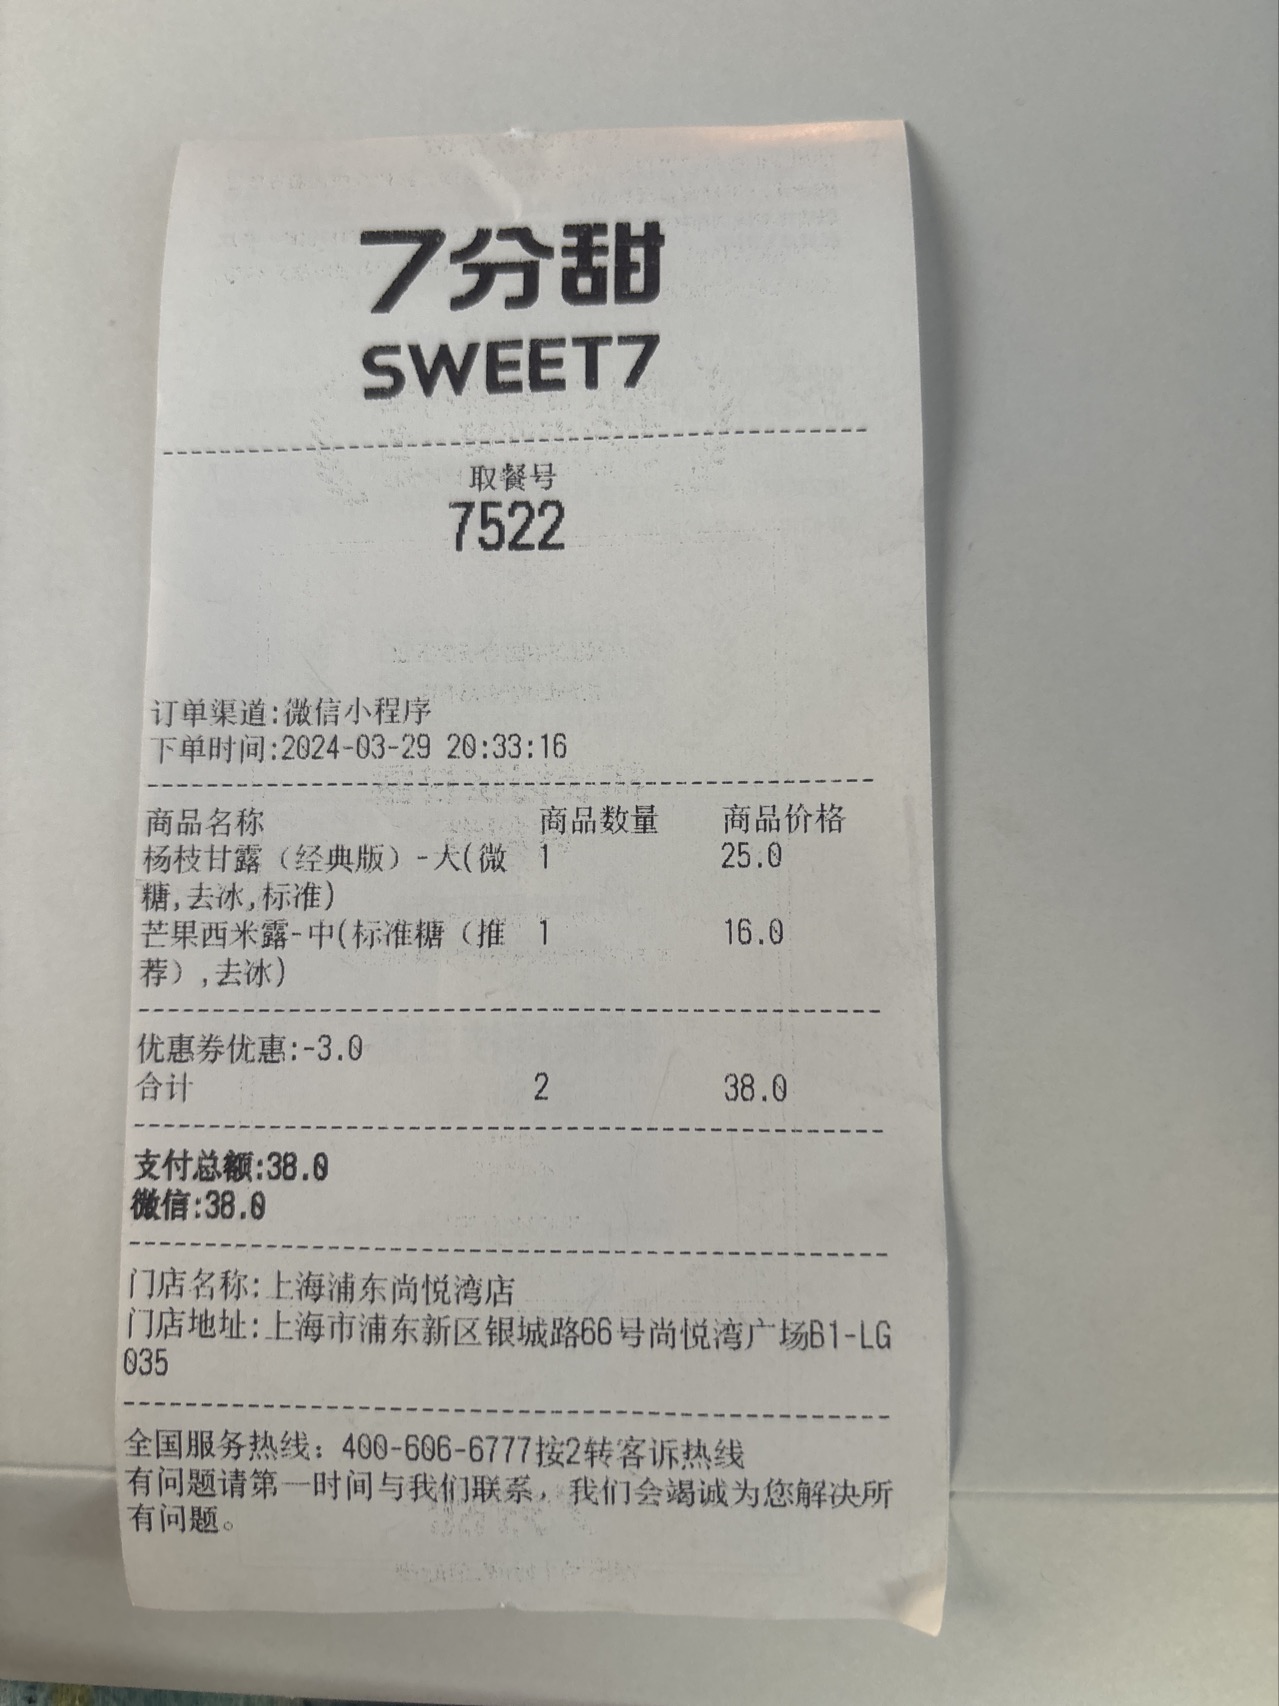 7分甜
SWEET7
取餐号
7522
订单渠道:微信小程序
下单时间:2024-03-29 20:33:16
商品名称 商品数量 商品价格
杨枝甘露（经典版）-大(微 1 25.0
糖,去冰,标准)
芒果西米露-中(标准糖（推 1 16.0
荐）,去冰)
优惠券优惠:-3.0
合计 2 38.0
支付总额:38.0
微信:38.0
门店名称:上海浦东尚悦湾店
门店地址:上海市浦东新区银城路66号尚悦湾广场B1-LG
035
全国服务热线：400-606-6777按2转客诉热线
有问题请第一时间与我们联系，我们会竭诚为您解决所
有问题。